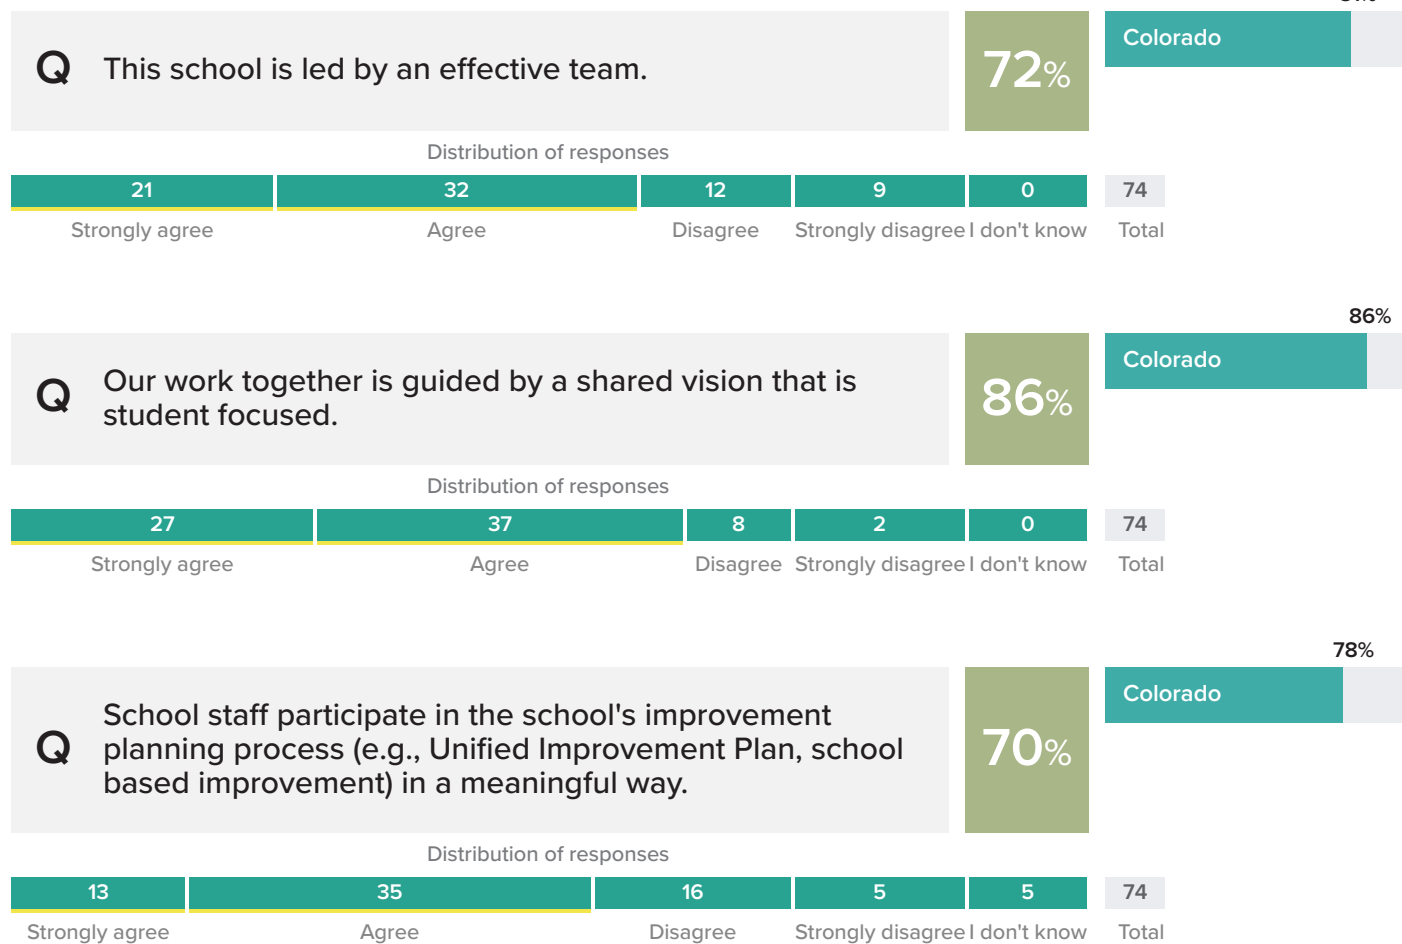 Q This school is led by an effective team.
72%
Colorado
Distribution of responses
21 32 12 9 0 74
Strongly agree Agree Disagree Strongly disagree I don't know Total
86%
Q Our work together is guided by a shared vision that is
student focused.
86%
Colorado
Distribution of responses
27 37 8 2 0 74
Strongly agree Agree Disagree Strongly disagree I don't know Total
78%
School staff participate in the school's improvement
Q planning process (e.g., Unified Improvement Plan, school
based improvement) in a meaningful way.
70%
Colorado
Distribution of responses
13 35 16 5 5 74
Strongly agree Agree Disagree Strongly disagree I don't know Total